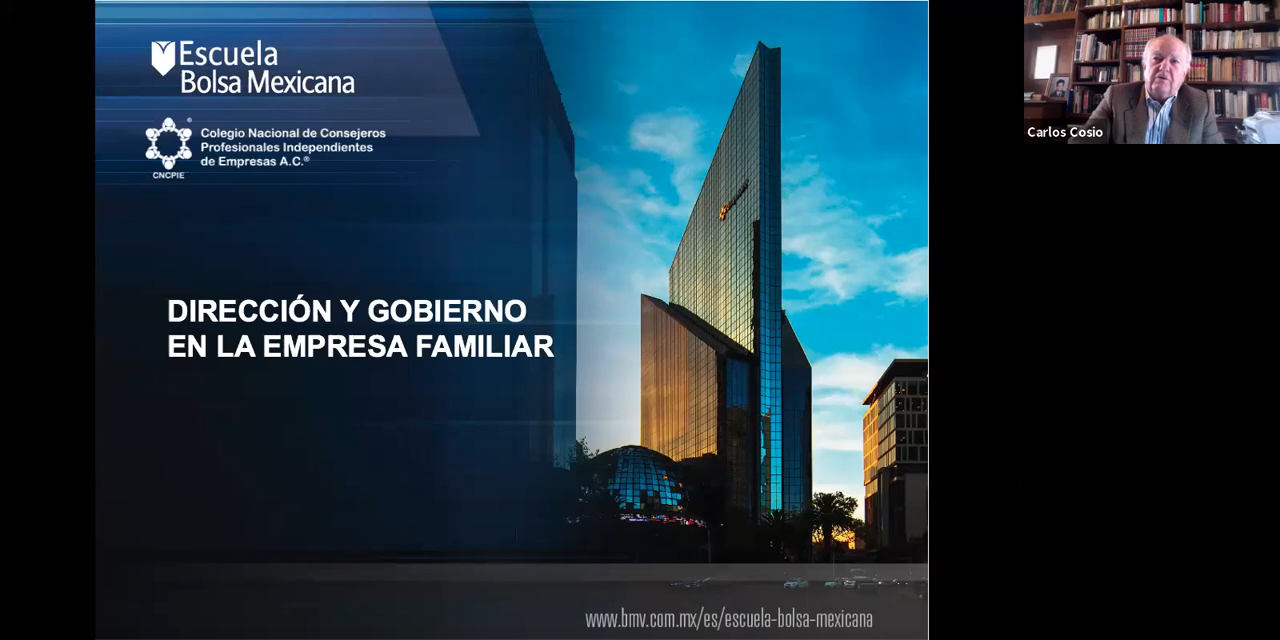 Escuela
Bolsa Mexicana
®
Colegio Nacional de Consejeros
Profesionales Independientes
de Empresas A.C.®
CNCPIE
DIRECCIÓN Y GOBIERNO
EN LA EMPRESA FAMILIAR
www.bmv.com.mx/es/escuela-bolsa-mexicana
Carlos Cosio